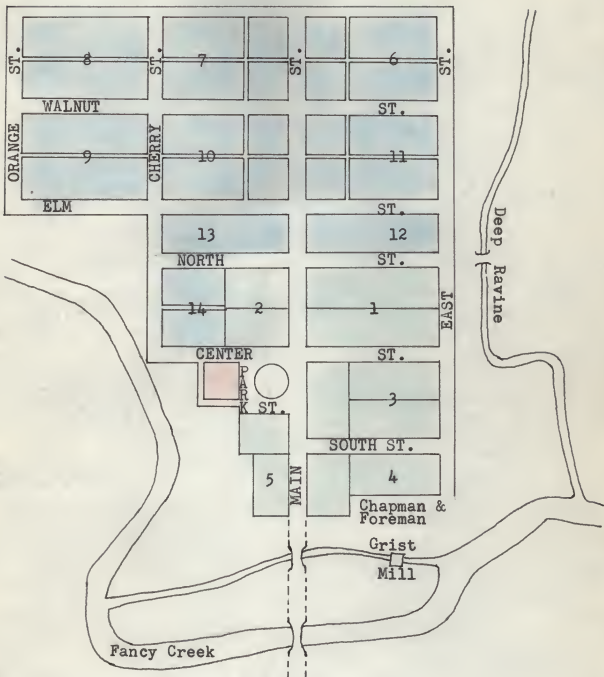 8
7
6
ST.
ST.
ST.
ST.
WALNUT
ST.
ORANGE
9
CHERRY
10
11
ELM
ST.
13
12
NORTH
ST.
Deep Ravine
14
2
1
EAST
CENTER
ST.
PARK
ST.
3
SOUTH ST.
5
MAIN
4
Chapman &
Foreman
Grist
Mill
Fancy Creek